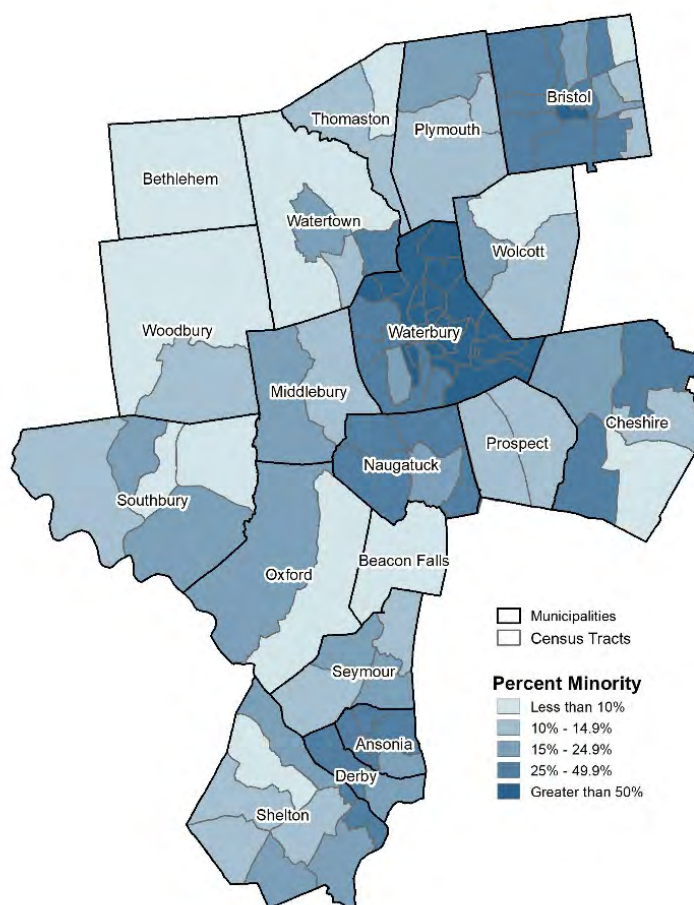 Bristol
Thomaston
Plymouth
Bethlehem
Watertown
Wolcott
Woodbury
Waterbury
Middlebury
Cheshire
Prospect
Naugatuck
Southbury
Beacon Falls
Oxford
Municipalities
Census Tracts
Seymour
Percent Minority
Less than 10%
10% - 14.9%
15% - 24.9%
25% - 49.9%
Greater than 50%
Ansonia
Derby
Shelton